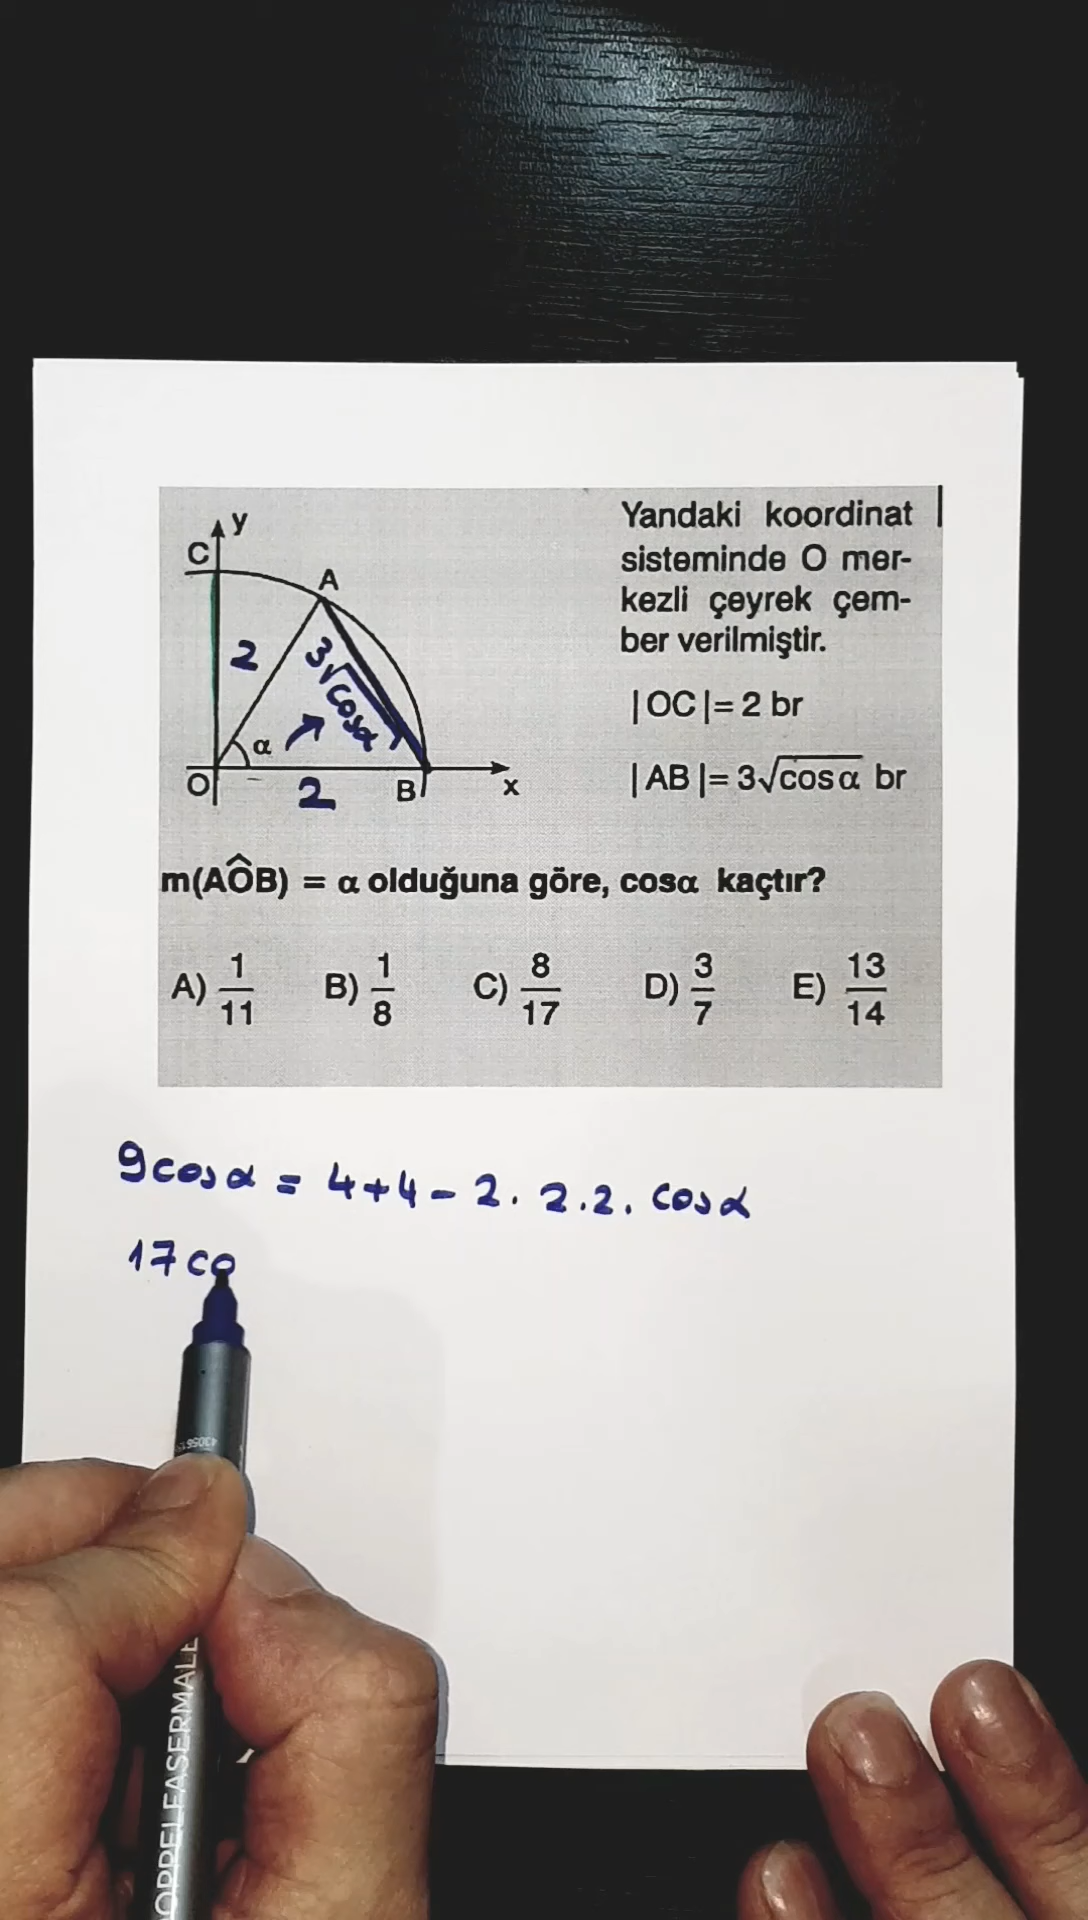 y
C
A
2
3√cosα
α
O
2
B
x
Yandaki koordinat
sisteminde O mer-
kezli çeyrek çem-
ber verilmiştir.
|OC|= 2 br
|AB|= 3√cosα br
m(AÔB) = α olduğuna göre, cosα kaçtır?
A) 1/11 B) 1/8 C) 8/17 D) 3/7 E) 13/14
9cosα = 4+4-2.2.2.cosα
17co
OPPELFASERMALE